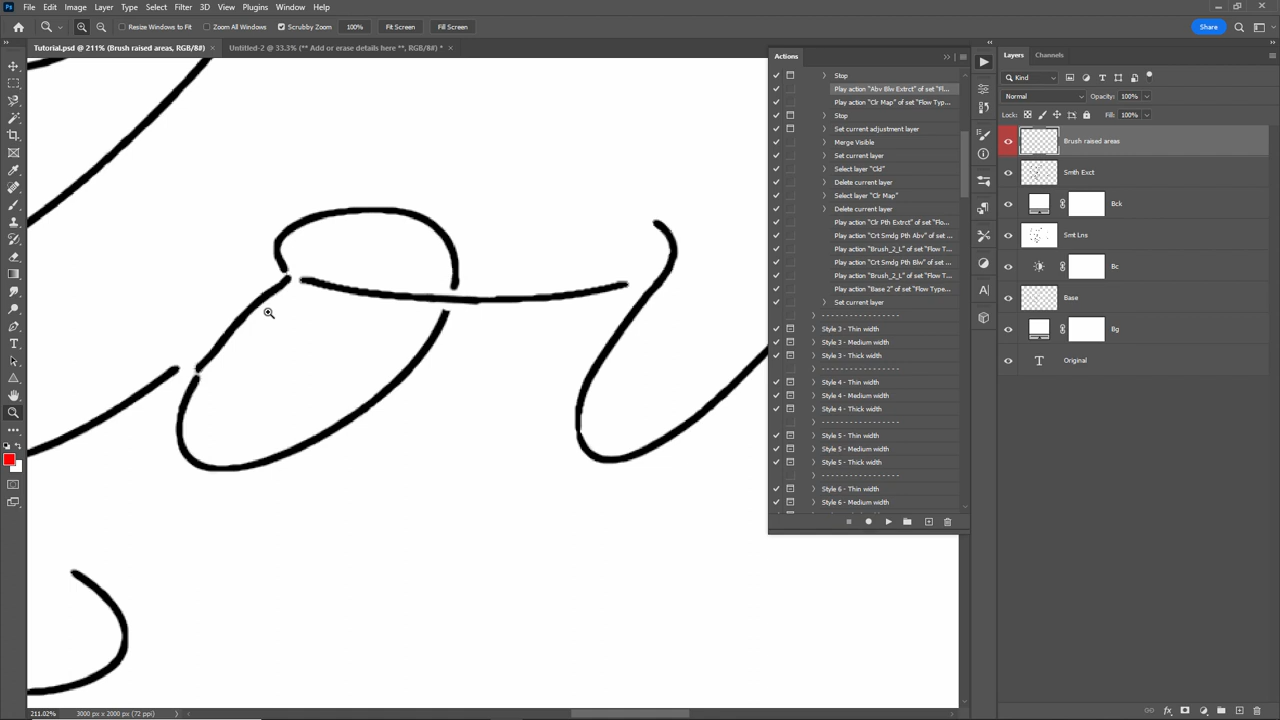 File Edit Image Layer Type Select Filter 3D View Plugins Window Help
Resize Windows to Fit Zoom All Windows Scrubby Zoom 100% Fit Screen Fill Screen Share
Tutorial.psd @ 211% (Brush raised areas, RGB/8#) × Untitled-2 @ 33.3% (** Add or erase details here **, RGB/8#) * ×
Actions
Stop
Play action "Abv Blw Extrct" of set "Fl...
Play action "Clr Map" of set "Flow Typ...
Stop
Set current adjustment layer
Merge Visible
Set current layer
Select layer "Cld"
Delete current layer
Select layer "Clr Map"
Delete current layer
Play action "Clr Pth Extrct" of set "Flo...
Play action "Crt Smdg Pth Abv" of set ...
Play action "Brush_2_L" of set "Flow T...
Play action "Crt Smdg Pth Blw" of set ...
Play action "Brush_2_L" of set "Flow T...
Play action "Base 2" of set "Flow Type...
Set current layer
- - - - - - - - - - - - - - - - -
Style 3 - Thin width
Style 3 - Medium width
Style 3 - Thick width
- - - - - - - - - - - - - - - - -
Style 4 - Thin width
Style 4 - Medium width
Style 4 - Thick width
- - - - - - - - - - - - - - - - -
Style 5 - Thin width
Style 5 - Medium width
Style 5 - Thick width
- - - - - - - - - - - - - - - - -
Style 6 - Thin width
Style 6 - Medium width
Layers Channels
Kind
Normal Opacity: 100%
Lock: Fill: 100%
Brush raised areas
Smth Exct
Bck
Smt Lns
Bc
Base
Bg
Original
211.02% 3000 px x 2000 px (72 ppi)